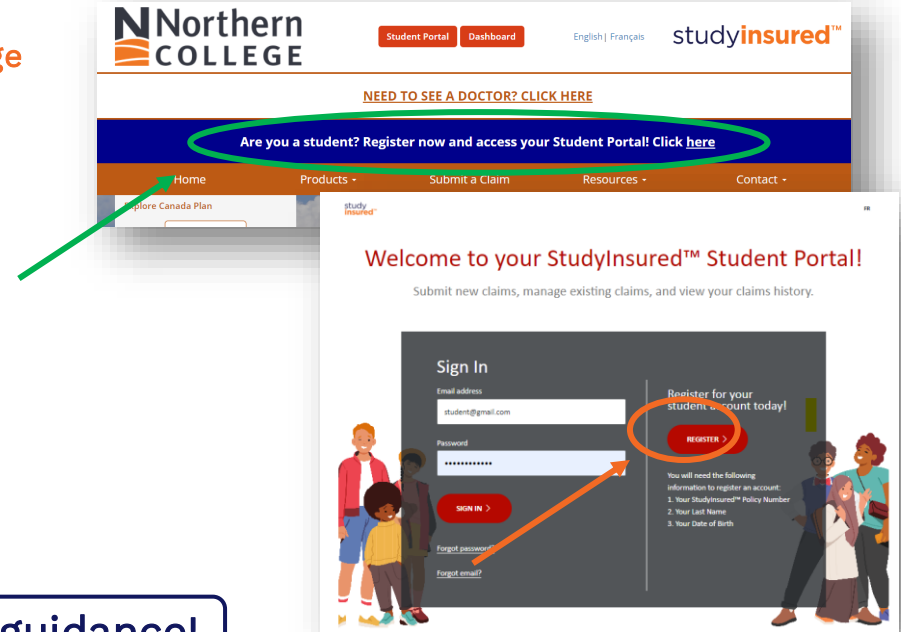 ge
Northern
COLLEGE
Student Portal
Dashboard
English | Français
studyinsured™
NEED TO SEE A DOCTOR? CLICK HERE
Are you a student? Register now and access your Student Portal! Click here
Home
Products
Submit a Claim
Resources
Contact
Explore Canada Plan
study
insured™
FR
Welcome to your StudyInsured™ Student Portal!
Submit new claims, manage existing claims, and view your claims history.
Sign In
Email address
student@gmail.com
Password
••••••••••••
SIGN IN >
Forgot password?
Forgot email?
Register for your
student account today!
REGISTER >
You will need the following
information to register an account:
1. Your StudyInsured™ Policy Number
2. Your Last Name
3. Your Date of Birth
guidance!